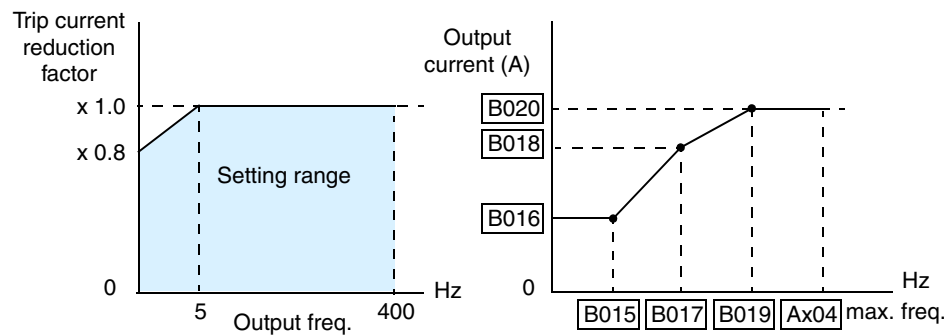 Trip current
reduction
factor
x 1.0
x 0.8
Setting range
0
5
400
Hz
Output freq.
Output
current (A)
B020
B018
B016
0
Hz
B015 B017 B019 Ax04 max. freq.